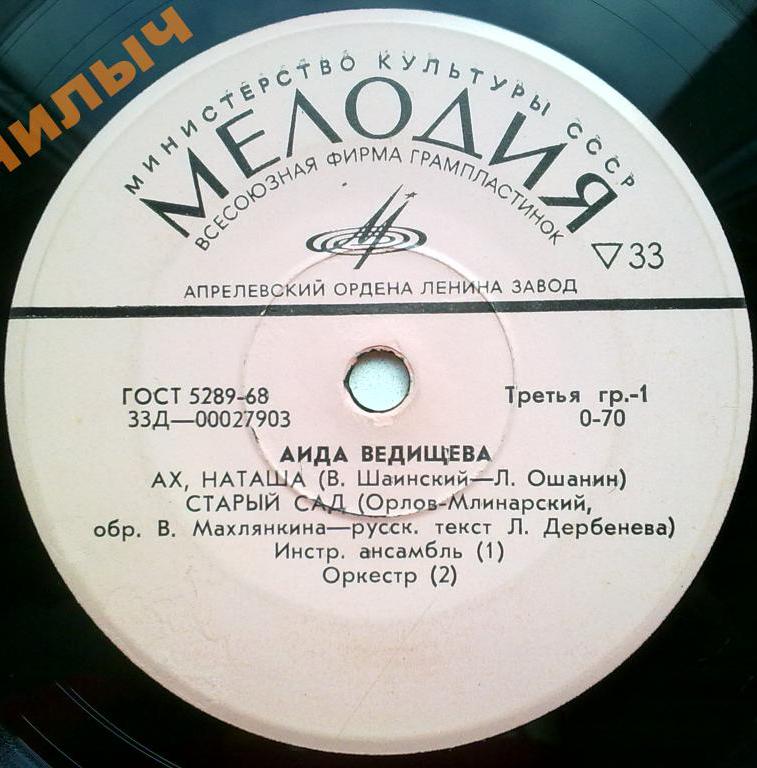 МИНИСТЕРСТВО КУЛЬТУРЫ СССР
МЕЛОДИЯ
ВСЕСОЮЗНАЯ ФИРМА ГРАМПЛАСТИНОК
▽33
АПРЕЛЕВСКИЙ ОРДЕНА ЛЕНИНА ЗАВОД
ГОСТ 5289-68 Третья гр.-1
33Д—00027903 0-70
АИДА ВЕДИЩЕВА
АХ, НАТАША (В. Шаинский—Л. Ошанин)
СТАРЫЙ САД (Орлов-Млинарский,
обр. В. Махлянкина—русск. текст Л. Дербенева)
Инстр. ансамбль (1)
Оркестр (2)